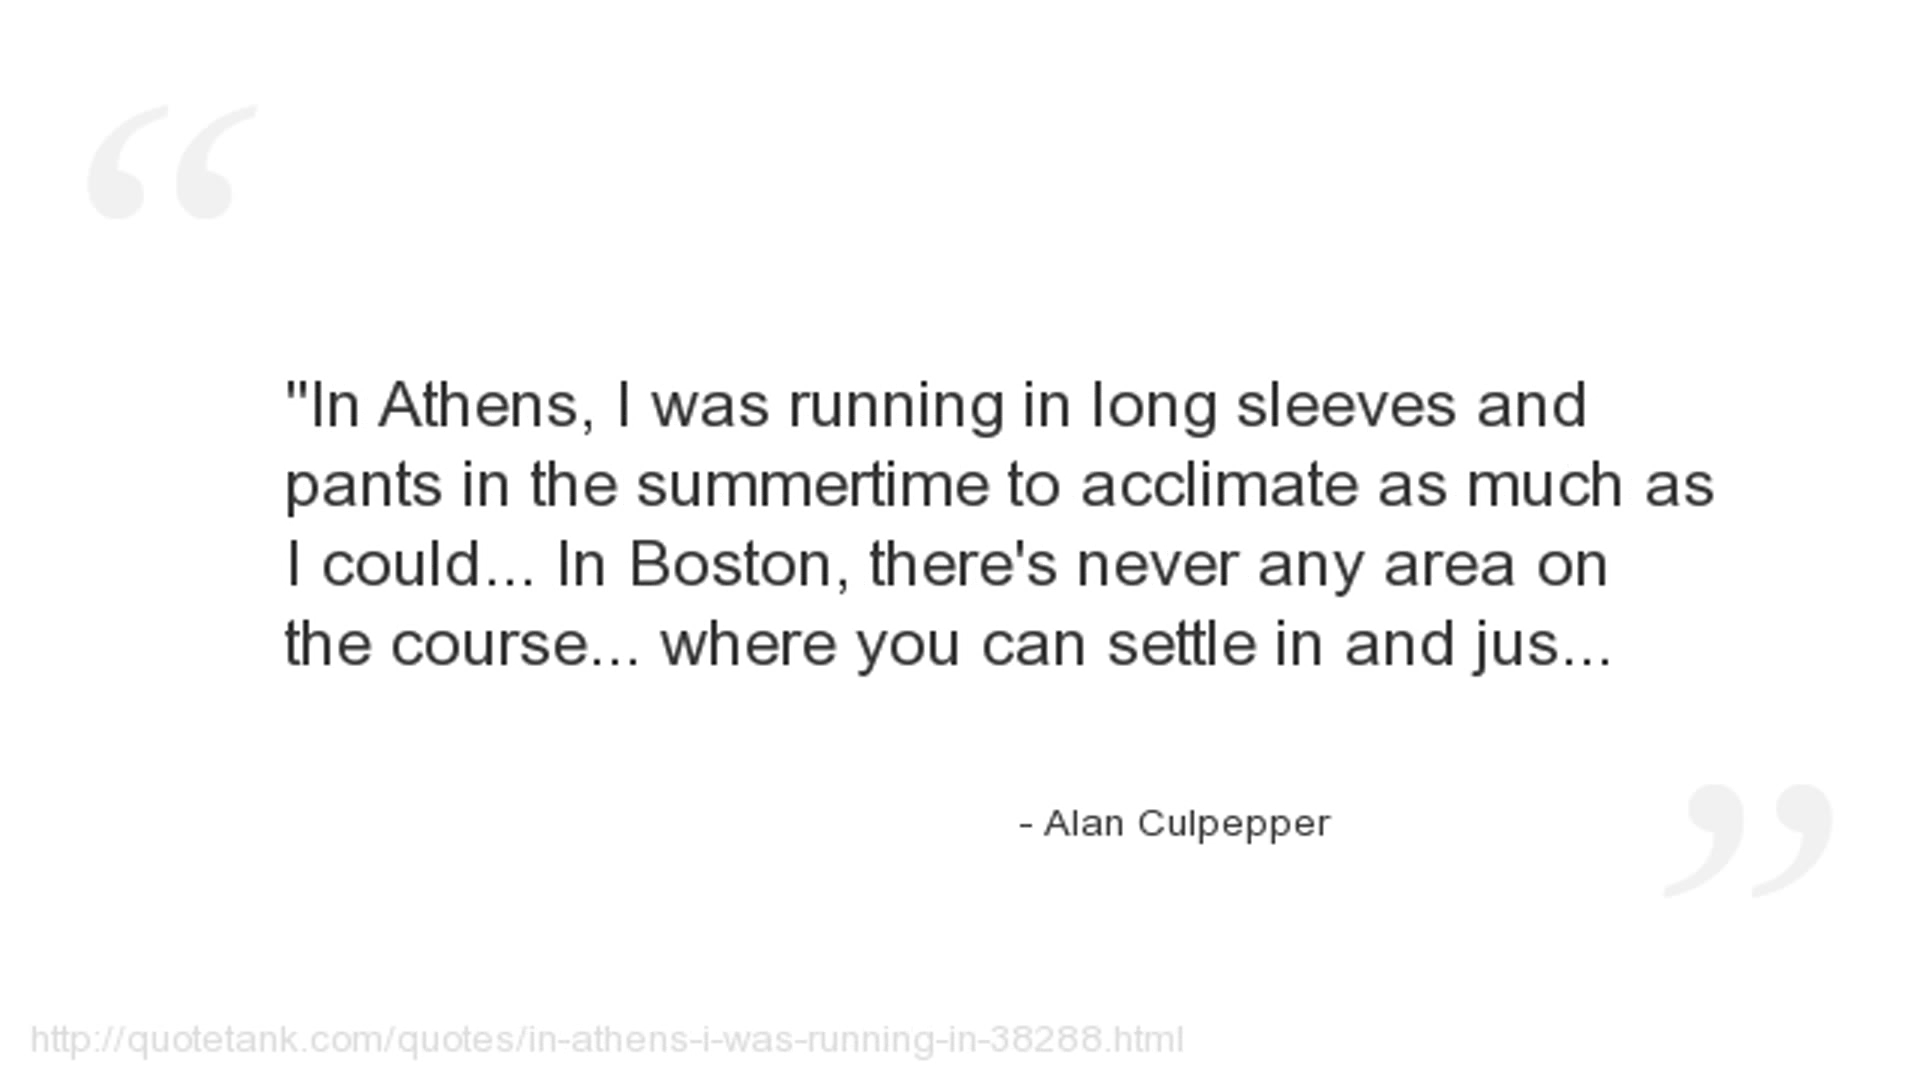 "In Athens, I was running in long sleeves and
pants in the summertime to acclimate as much as
I could... In Boston, there's never any area on
the course... where you can settle in and jus...
- Alan Culpepper
http://quotetank.com/quotes/in-athens-i-was-running-in-38288.html